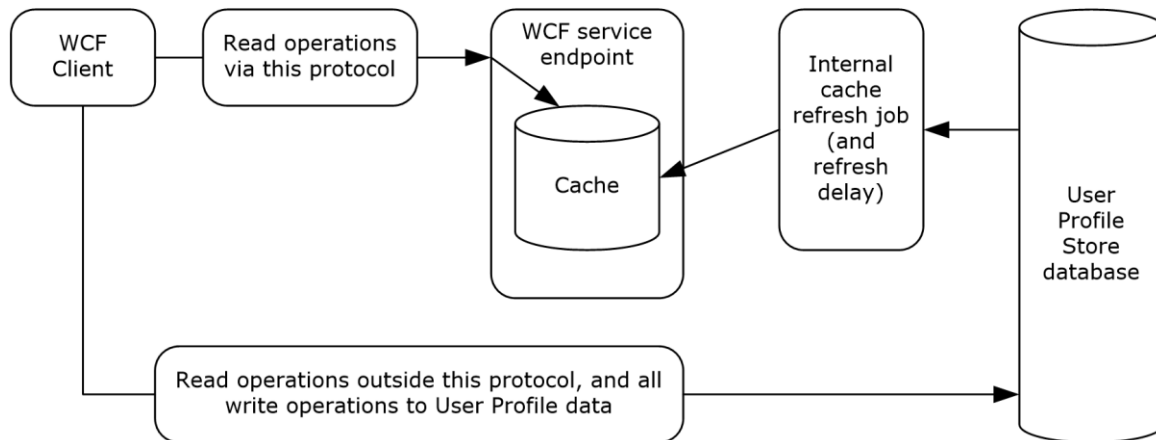 WCF
Client
Read operations
via this protocol
WCF service
endpoint
Cache
Internal
cache
refresh job
(and
refresh
delay)
User
Profile
Store
database
Read operations outside this protocol, and all
write operations to User Profile data